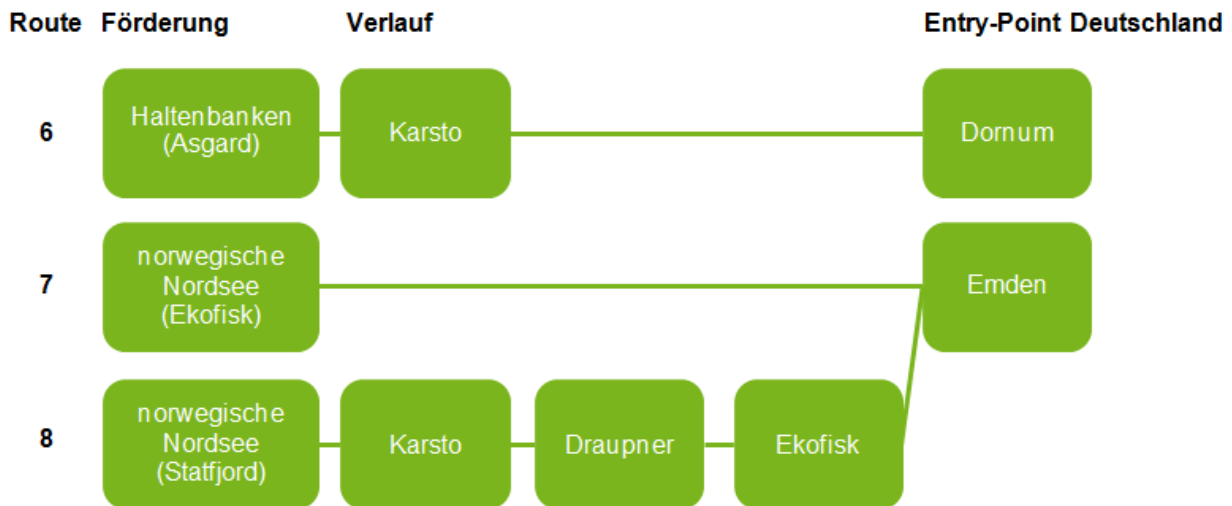 Route Förderung Verlauf Entry-Point Deutschland
6
Haltenbanken
(Asgard)
Karsto
Dornum
7
norwegische
Nordsee
(Ekofisk)
Emden
8
norwegische
Nordsee
(Statfjord)
Karsto
Draupner
Ekofisk